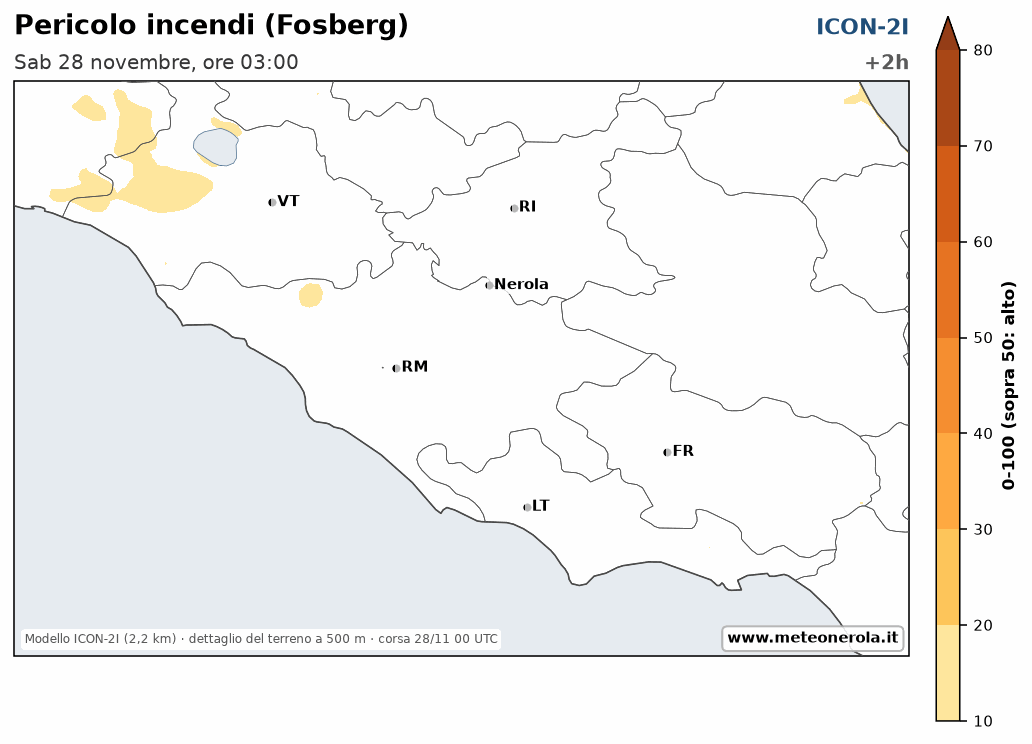 Pericolo incendi (Fosberg)
ICON-2I
Sab 28 novembre, ore 03:00
+2h
VT
RI
Nerola
RM
FR
LT
80
70
60
50
40
30
20
10
0-100 (sopra 50: alto)
Modello ICON-2I (2,2 km) · dettaglio del terreno a 500 m · corsa 28/11 00 UTC
www.meteonerola.it